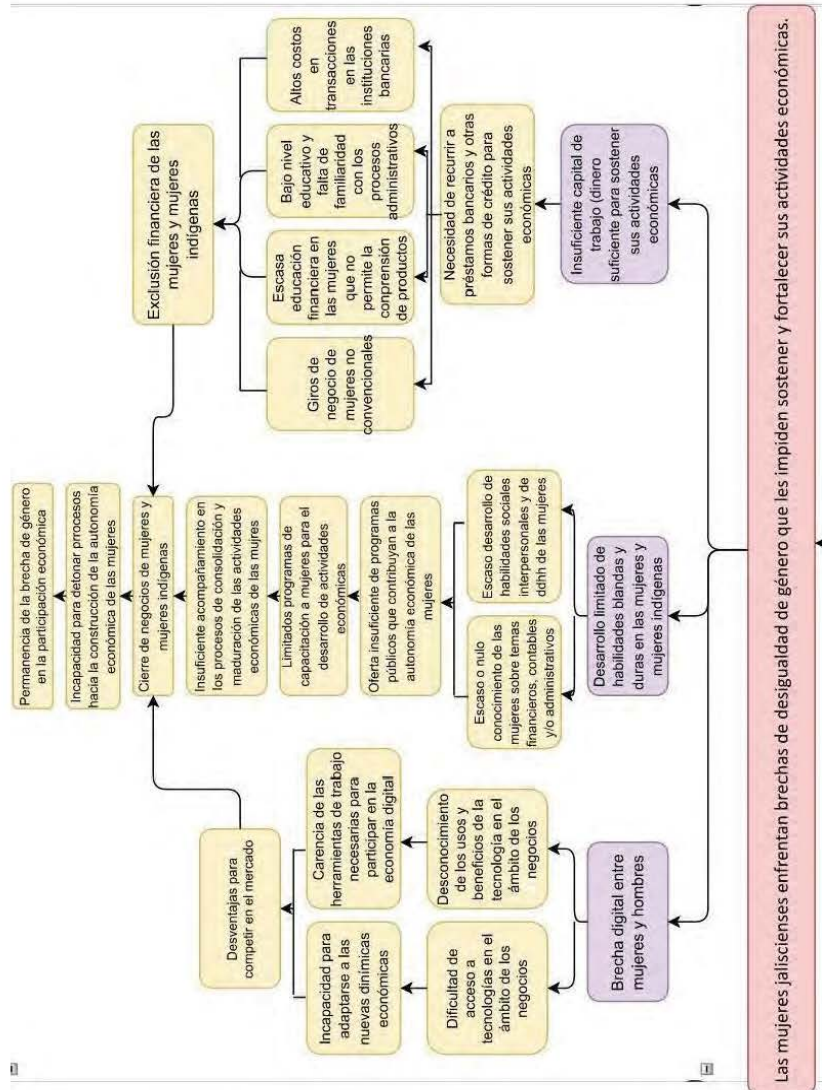 Permanencia de la brecha de género
en la participación económica
Incapacidad para detonar prrocesos
hacia la construcción de la autonomía
económica de las mujeres
Cierre de negocios de mujeres y
mujeres indígenas
Insuficiente acompañamiento en
los procesos de consolidación y
maduración de las actividades
económicas de las mujres
Limitados programas de
capacitación a mujeres para el
desarrollo de actividades
económicas
Oferta insuficiente de programas
públicos que contribuyan a la
autonomía económica de las
mujeres
Escaso o nulo
conocimiento de las
mujeres sobre temas
financieros, contables
y/o administrativos
Escaso desarrollo de
habilidades sociales
interpersonales y de
ddhh de las mujeres
Desarrollo limitado de
habilidades blandas y
duras en las mujeres y
mujeres indígenas
Desventajas para
competir en el mercado
Incapacidad para
adaptarse a las
nuevas dinímicas
económicas
Carencia de las
herramientas de trabajo
necesarias para
participar en la
economía digital
Dificultad de
acceso a
tecnologías en el
ámbito de los
negocios
Desconocimiento
de los usos y
beneficios de la
tecnología en el
ámbito de los
negocios
Brecha digital entre
mujeres y hombres
Exclusión financiera de las
mujeres y mujeres
indígenas
Giros de
negocio de
mujeres no
convencionales
Escasa
educación
financiera en
las mujeres
que no
permite la
conprensión
de productos
Bajo nivel
educativo y
falta de
familiaridad
con los
procesos
administrativos
Altos costos
en
transacciones
en las
instituciones
bancarias
Necesidad de recurrir a
préstamos bancarios y otras
formas de crédito para
sostener sus actividades
económicas
Insuficiente capital de
trabajo (dinero
suficiente para sostener
sus actividades
económicas
Las mujeres jaliscienses enfrentan brechas de desigualdad de género que les impiden sostener y fortalecer sus actividades económicas.